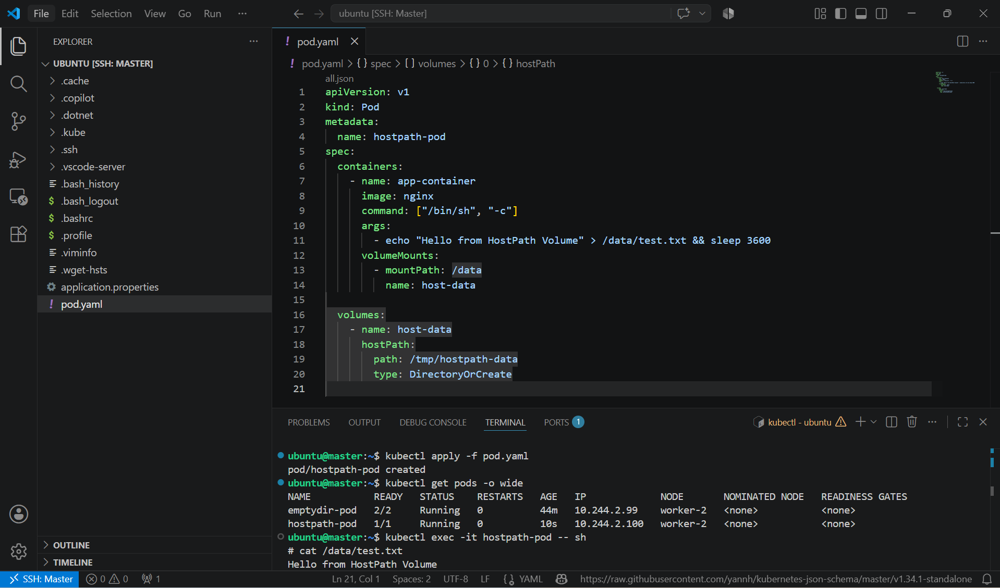 File Edit Selection View Go Run ···
ubuntu [SSH: Master]
EXPLORER
UBUNTU [SSH: MASTER]
.cache
.copilot
.dotnet
.kube
.ssh
.vscode-server
.bash_history
$ .bash_logout
$ .bashrc
$ .profile
.viminfo
.wget-hsts
application.properties
! pod.yaml
OUTLINE
TIMELINE
! pod.yaml
! pod.yaml > {} spec > [] volumes > {} 0 > {} hostPath
all.json
1 apiVersion: v1
2 kind: Pod
3 metadata:
4   name: hostpath-pod
5 spec:
6   containers:
7     - name: app-container
8       image: nginx
9       command: ["/bin/sh", "-c"]
10       args:
11         - echo "Hello from HostPath Volume" > /data/test.txt && sleep 3600
12       volumeMounts:
13         - mountPath: /data
14           name: host-data
15
16   volumes:
17     - name: host-data
18       hostPath:
19         path: /tmp/hostpath-data
20         type: DirectoryOrCreate
21
PROBLEMS OUTPUT DEBUG CONSOLE TERMINAL PORTS 1
kubectl - ubuntu
ubuntu@master:~$ kubectl apply -f pod.yaml
pod/hostpath-pod created
ubuntu@master:~$ kubectl get pods -o wide
NAME READY STATUS RESTARTS AGE IP NODE NOMINATED NODE READINESS GATES
emptydir-pod 2/2 Running 0 44m 10.244.2.99 worker-2 <none> <none>
hostpath-pod 1/1 Running 0 10s 10.244.2.100 worker-2 <none> <none>
ubuntu@master:~$ kubectl exec -it hostpath-pod -- sh
# cat /data/test.txt
Hello from HostPath Volume
SSH: Master 0 0 1 Ln 21, Col 1 Spaces: 2 UTF-8 LF YAML https://raw.githubusercontent.com/yannh/kubernetes-json-schema/master/v1.34.1-standalone